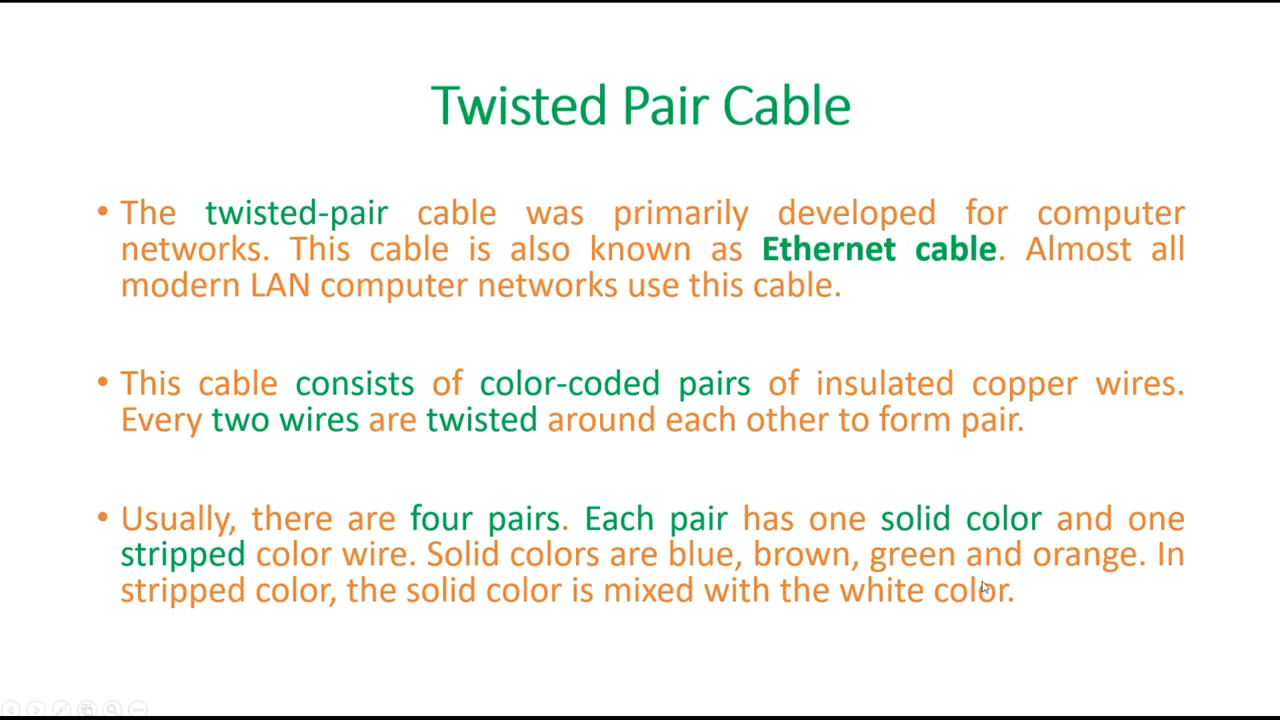 Twisted Pair Cable
• The twisted-pair cable was primarily developed for computer
networks. This cable is also known as Ethernet cable. Almost all
modern LAN computer networks use this cable.
• This cable consists of color-coded pairs of insulated copper wires.
Every two wires are twisted around each other to form pair.
• Usually, there are four pairs. Each pair has one solid color and one
stripped color wire. Solid colors are blue, brown, green and orange. In
stripped color, the solid color is mixed with the white color.